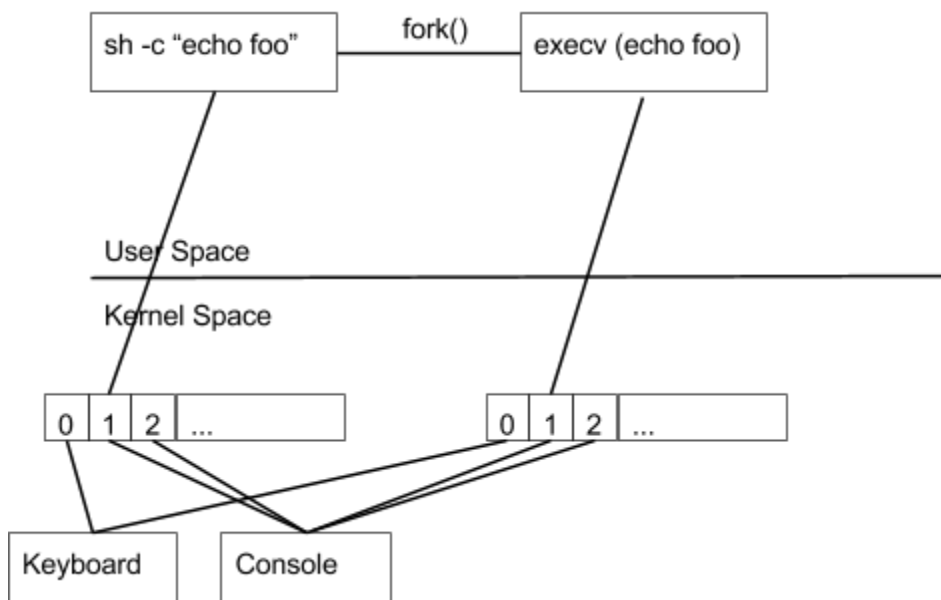 sh -c “echo foo”
fork()
execv (echo foo)
User Space
Kernel Space
0 1 2 ...
0 1 2 ...
Keyboard
Console